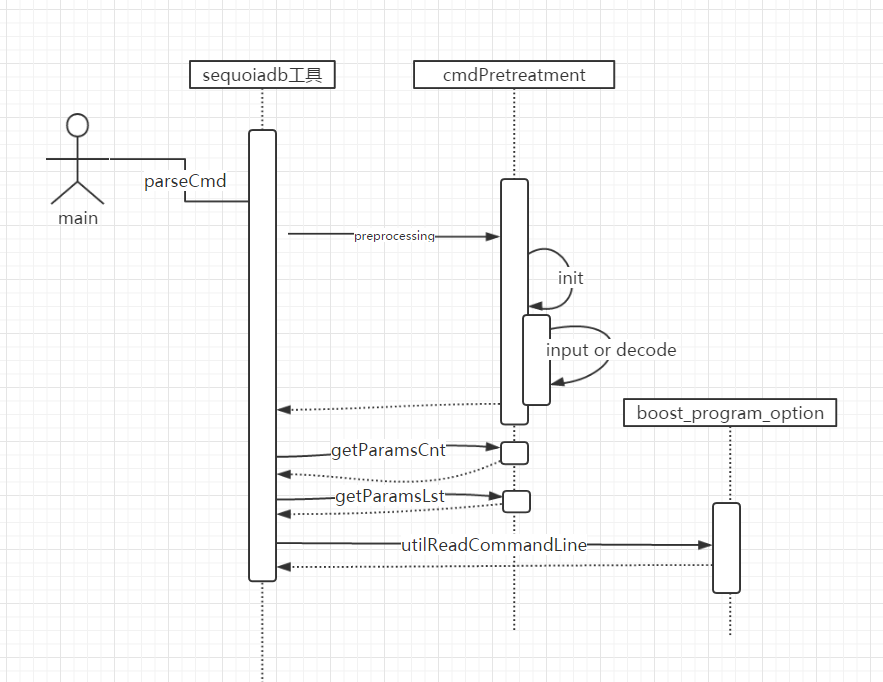 sequoiadb工具
cmdPretreatment
parseCmd
main
preprocessing
init
input or decode
boost_program_option
getParamsCnt
getParamsLst
utilReadCommandLine